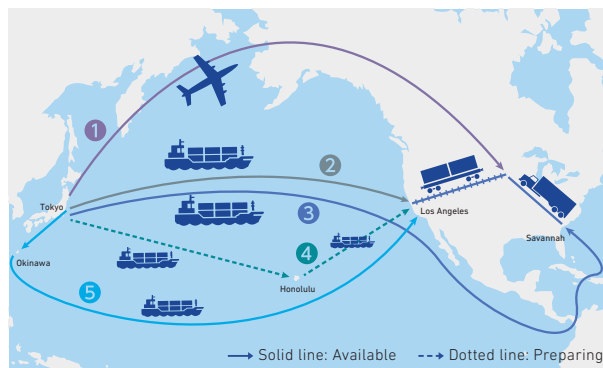 1
2
3
Tokyo
Los Angeles
Savannah
4
Okinawa
Honolulu
5
Solid line: Available
Dotted line: Preparing